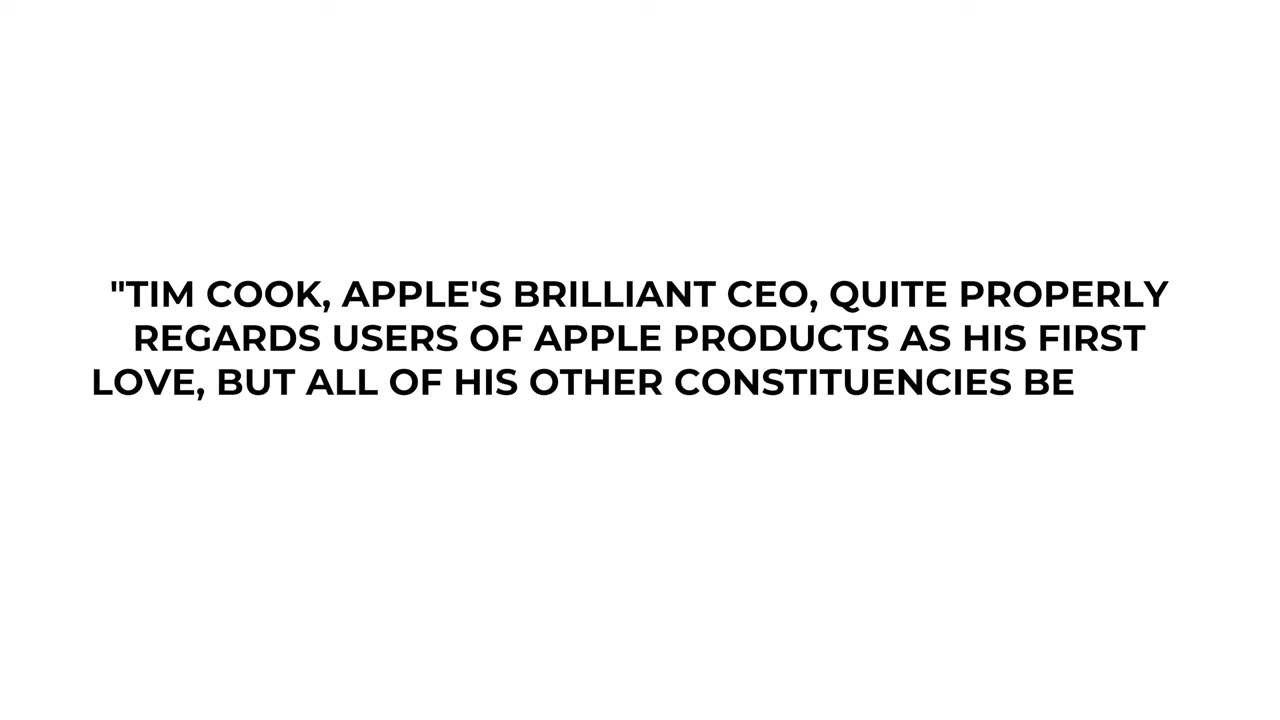 "TIM COOK, APPLE'S BRILLIANT CEO, QUITE PROPERLY
REGARDS USERS OF APPLE PRODUCTS AS HIS FIRST
LOVE, BUT ALL OF HIS OTHER CONSTITUENCIES BE